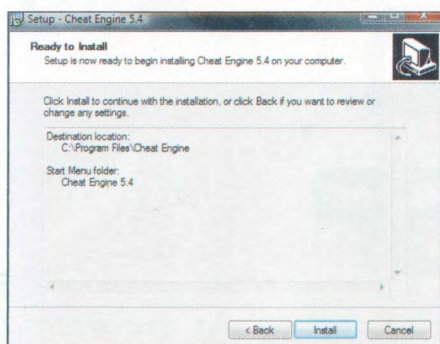 Setup - Cheat Engine 5.4
Ready to Install
Setup is now ready to begin installing Cheat Engine 5.4 on your computer.
Click Install to continue with the installation, or click Back if you want to review or
change any settings.
Destination location:
C:\Program Files\Cheat Engine
Start Menu folder:
Cheat Engine 5.4
< Back
Install
Cancel